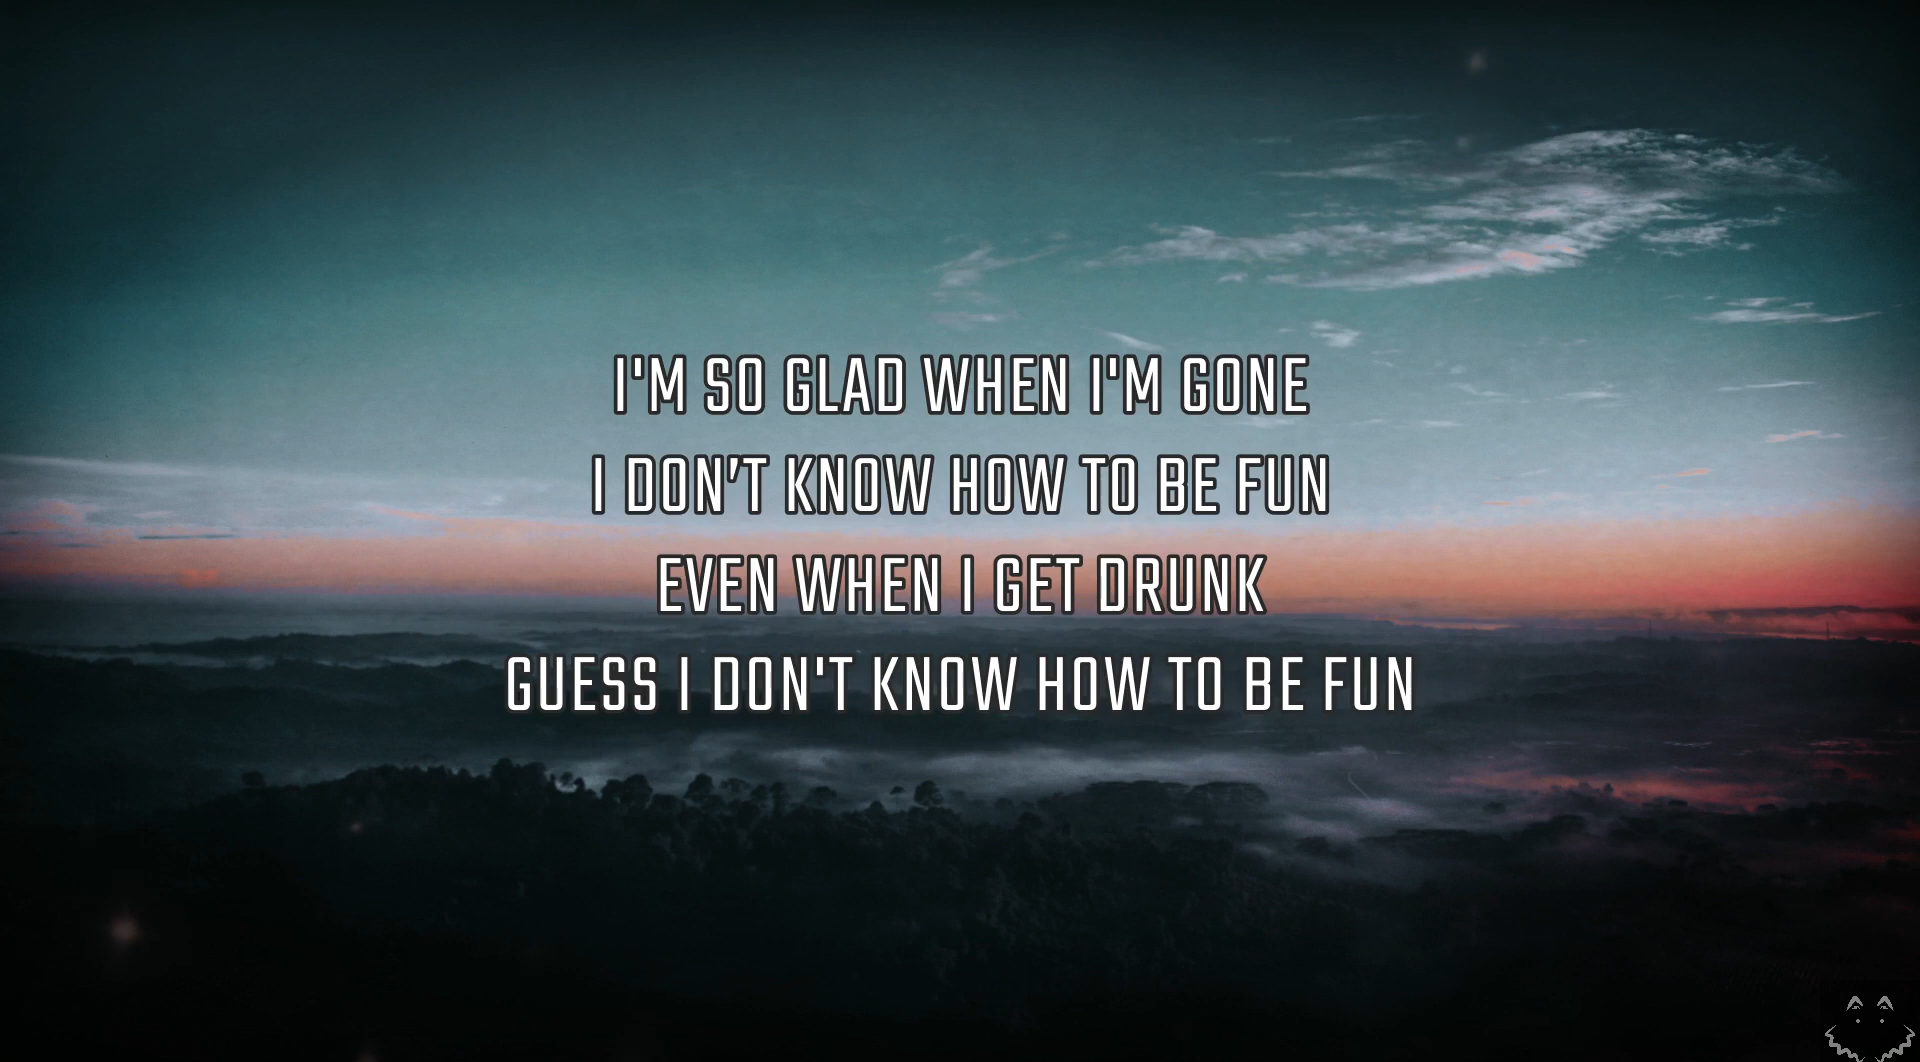 I'M SO GLAD WHEN I'M GONE
I DON’T KNOW HOW TO BE FUN
EVEN WHEN I GET DRUNK
GUESS I DON'T KNOW HOW TO BE FUN